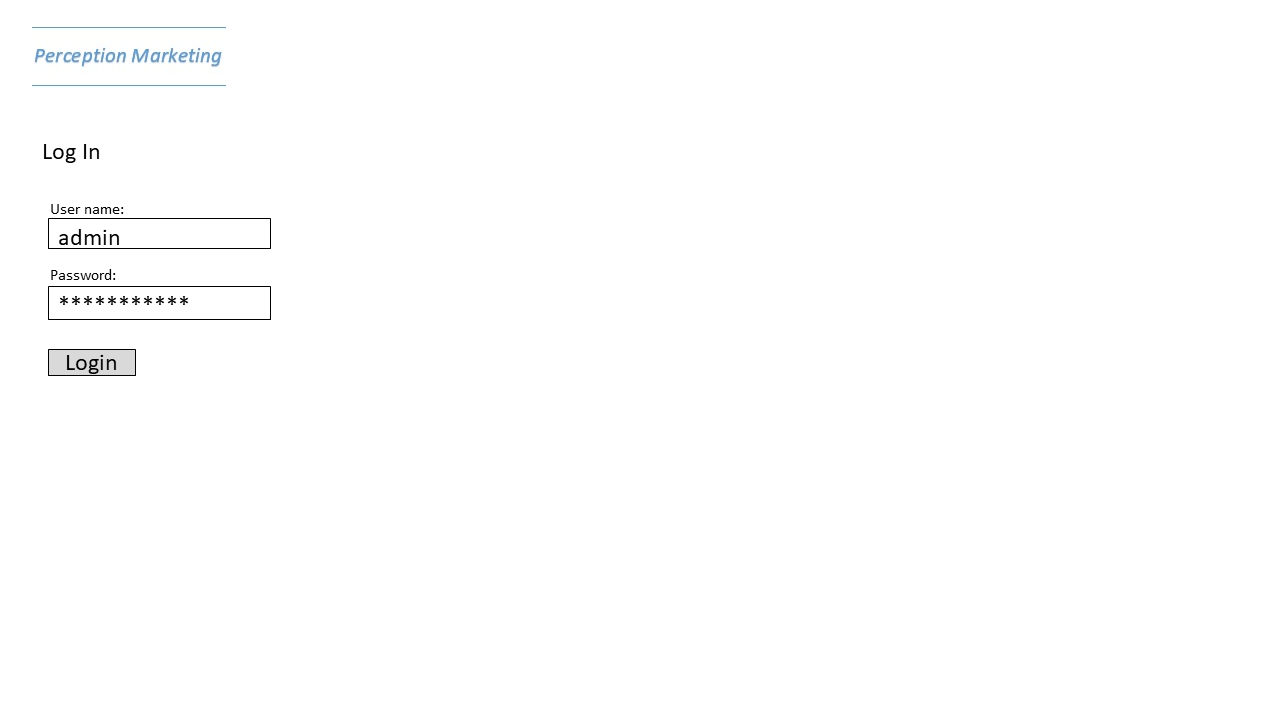 Perception Marketing
Log In
User name:
admin
Password:
***********
Login